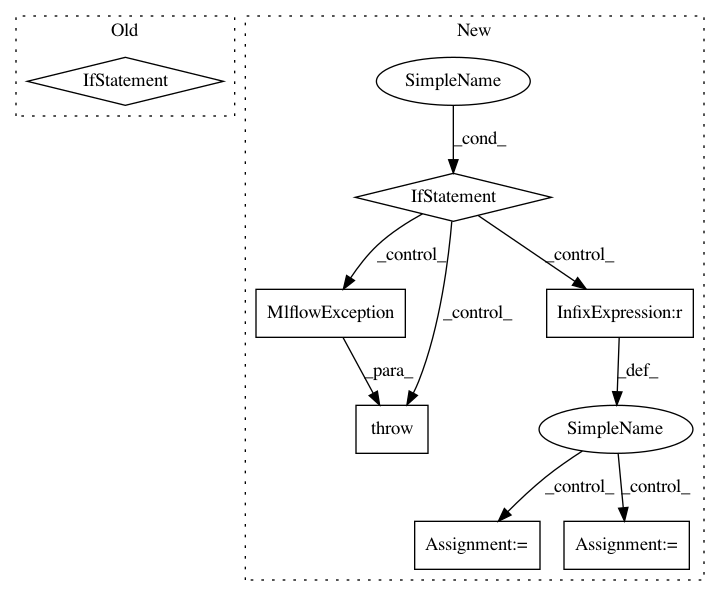 Old
New
IfStatement
SimpleName
_cond_
IfStatement
_control_
_control_
_control_
MlflowException
InfixExpression:r
_para_
_def_
throw
SimpleName
_control_
_control_
Assignment:=
Assignment:=